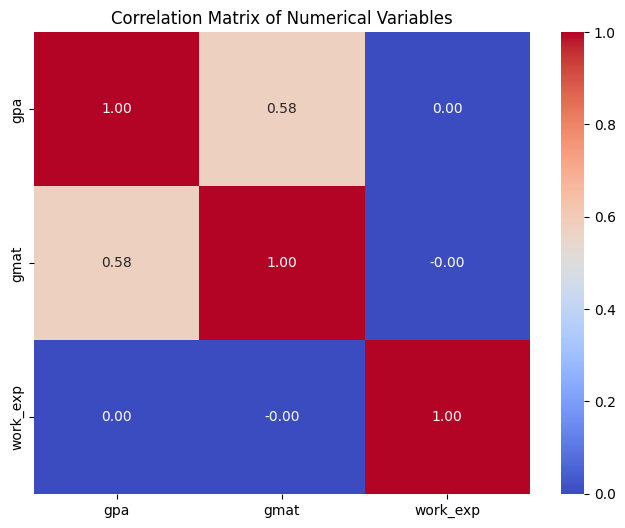 Correlation Matrix of Numerical Variables
gpa
1.00
0.58
0.00
gmat
0.58
1.00
-0.00
work_exp
0.00
-0.00
1.00
gpa
gmat
work_exp
1.0
0.8
0.6
0.4
0.2
0.0